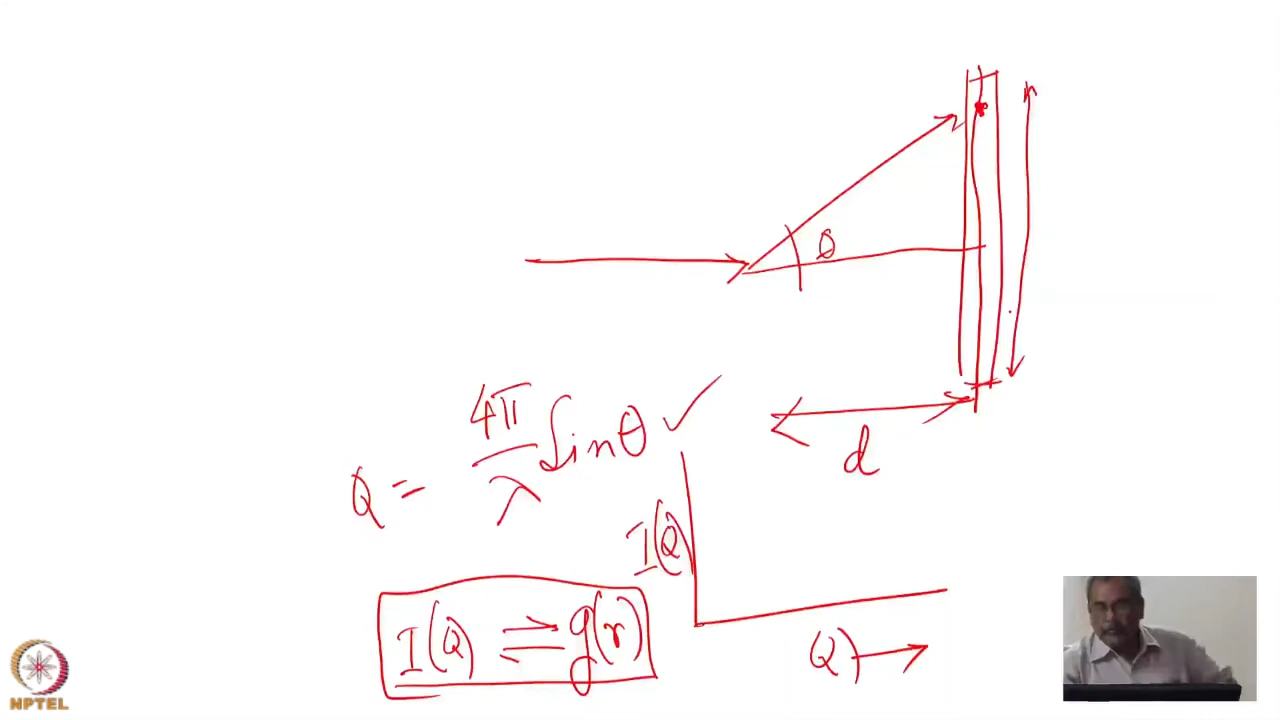 θ
d
Q = 4π/λ Sinθ ✓
I(Q)
Q →
I(Q) ⇌ g(r)
NPTEL